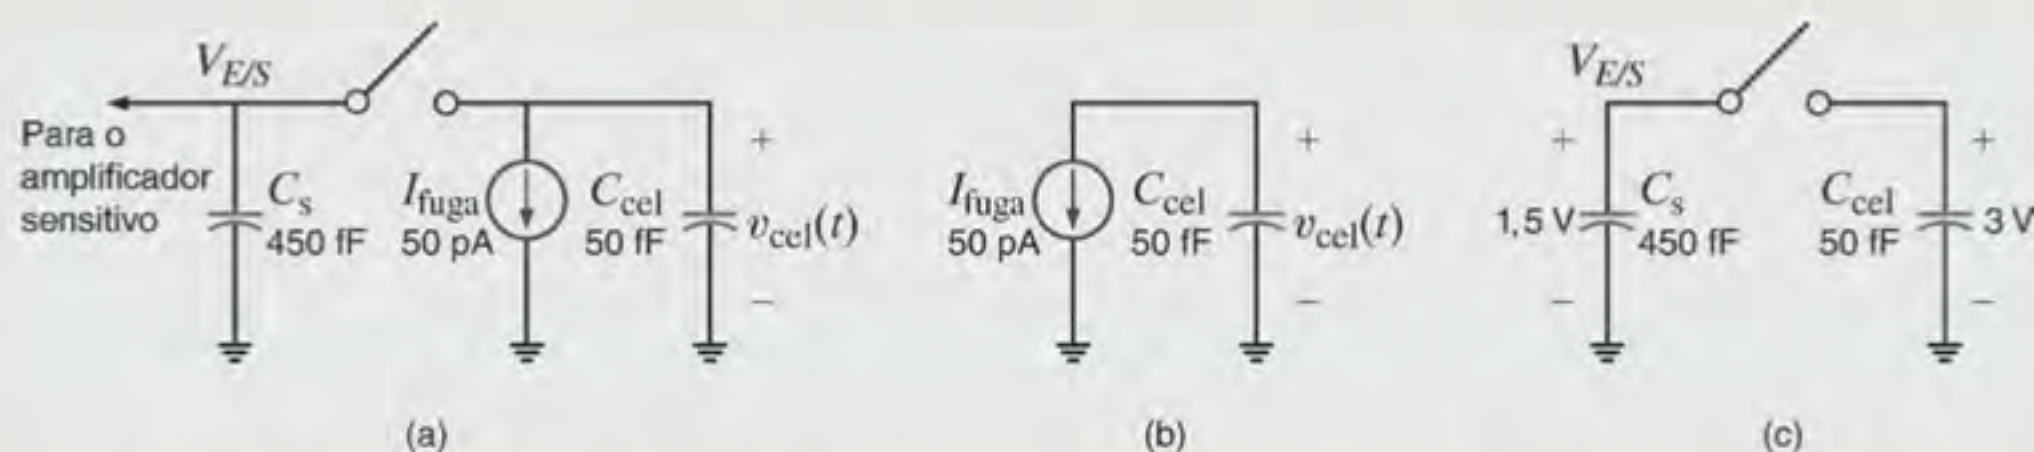 V_E/S
Para o
amplificador
sensitivo
C_s
450 fF
I_fuga
50 pA
C_cel
50 fF
+
v_cel(t)
−
(a)
I_fuga
50 pA
C_cel
50 fF
+
v_cel(t)
−
(b)
V_E/S
+
1,5 V
−
C_s
450 fF
C_cel
50 fF
+
3 V
−
(c)